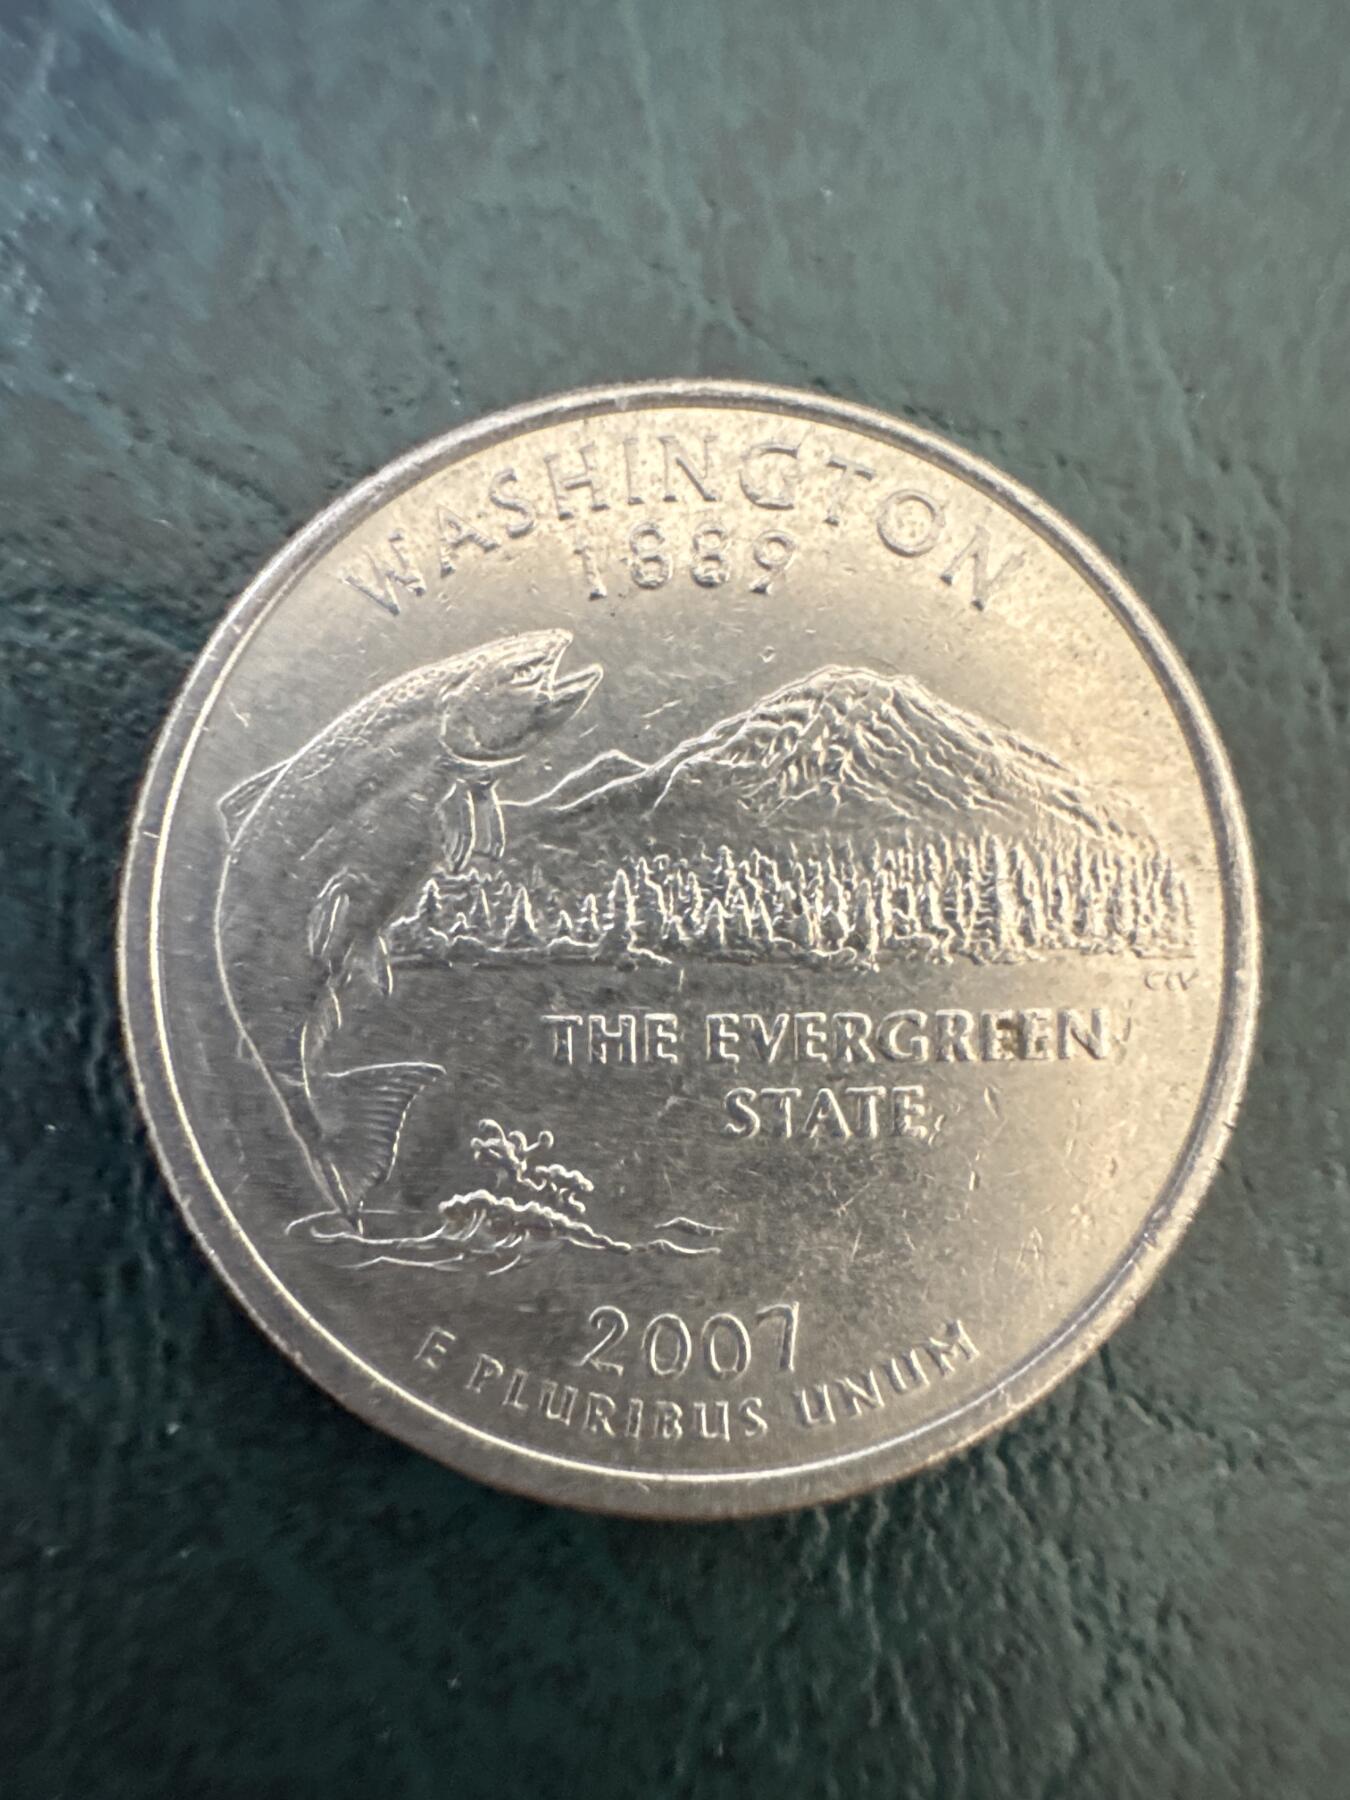 WASHINGTON
1889
CLV
THE EVERGREEN
STATE
2007
E PLURIBUS UNUM